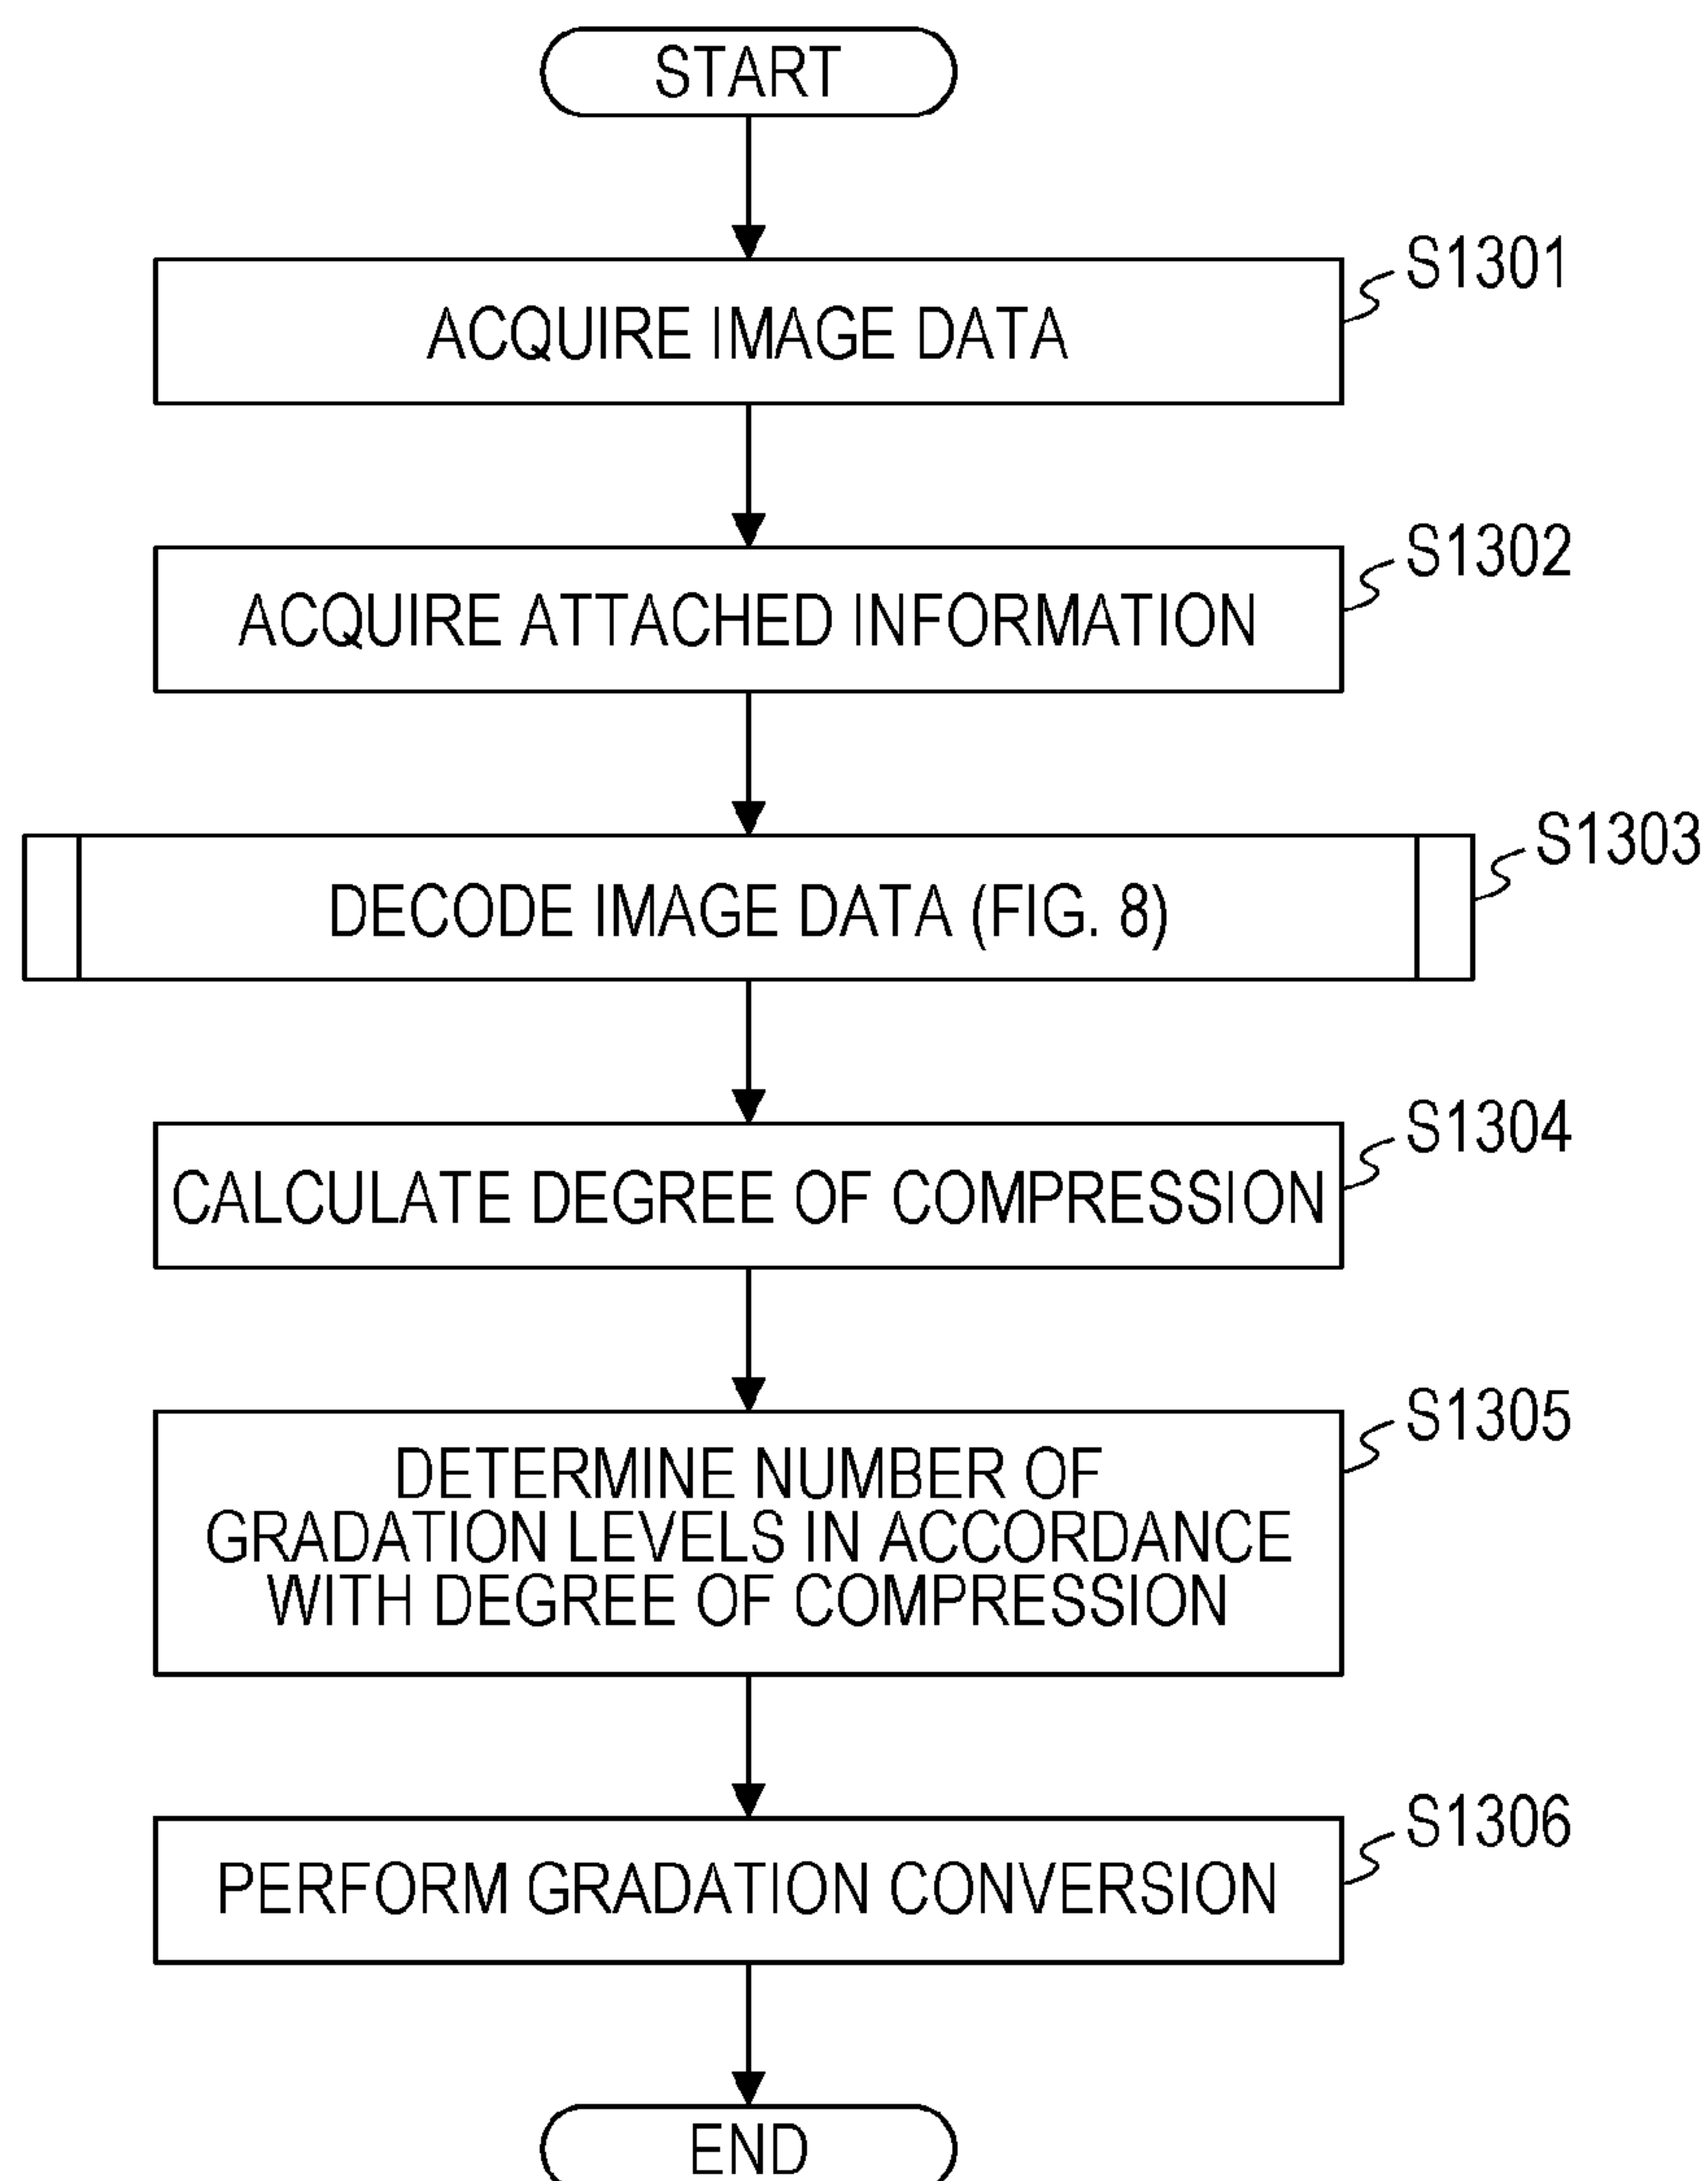 START
S1301
ACQUIRE IMAGE DATA
S1302
ACQUIRE ATTACHED INFORMATION
S1303
DECODE IMAGE DATA (FIG. 8)
S1304
CALCULATE DEGREE OF COMPRESSION
S1305
DETERMINE NUMBER OF
GRADATION LEVELS IN ACCORDANCE
WITH DEGREE OF COMPRESSION
S1306
PERFORM GRADATION CONVERSION
END